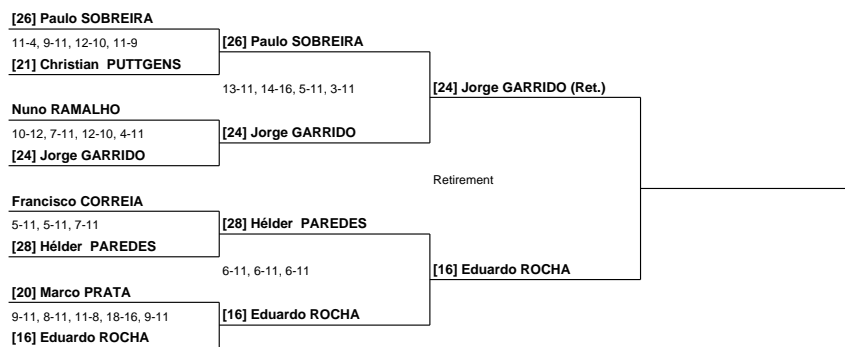 [26] Paulo SOBREIRA
11-4, 9-11, 12-10, 11-9
[21] Christian PUTTGENS
[26] Paulo SOBREIRA
13-11, 14-16, 5-11, 3-11
Nuno RAMALHO
10-12, 7-11, 12-10, 4-11
[24] Jorge GARRIDO
[24] Jorge GARRIDO
[24] Jorge GARRIDO (Ret.)
Retirement
Francisco CORREIA
5-11, 5-11, 7-11
[28] Hélder PAREDES
[28] Hélder PAREDES
6-11, 6-11, 6-11
[20] Marco PRATA
9-11, 8-11, 11-8, 18-16, 9-11
[16] Eduardo ROCHA
[16] Eduardo ROCHA
[16] Eduardo ROCHA